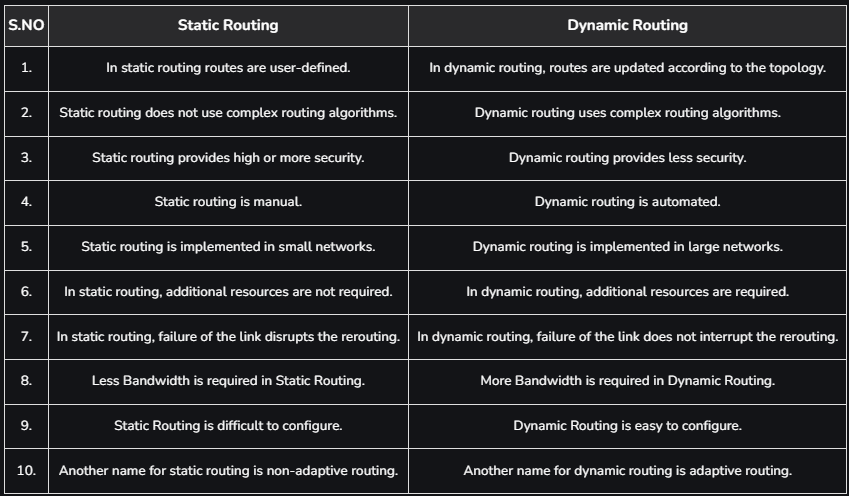 S.NO Static Routing Dynamic Routing
1. In static routing routes are user-defined. In dynamic routing, routes are updated according to the topology.
2. Static routing does not use complex routing algorithms. Dynamic routing uses complex routing algorithms.
3. Static routing provides high or more security. Dynamic routing provides less security.
4. Static routing is manual. Dynamic routing is automated.
5. Static routing is implemented in small networks. Dynamic routing is implemented in large networks.
6. In static routing, additional resources are not required. In dynamic routing, additional resources are required.
7. In static routing, failure of the link disrupts the rerouting. In dynamic routing, failure of the link does not interrupt the rerouting.
8. Less Bandwidth is required in Static Routing. More Bandwidth is required in Dynamic Routing.
9. Static Routing is difficult to configure. Dynamic Routing is easy to configure.
10. Another name for static routing is non-adaptive routing. Another name for dynamic routing is adaptive routing.